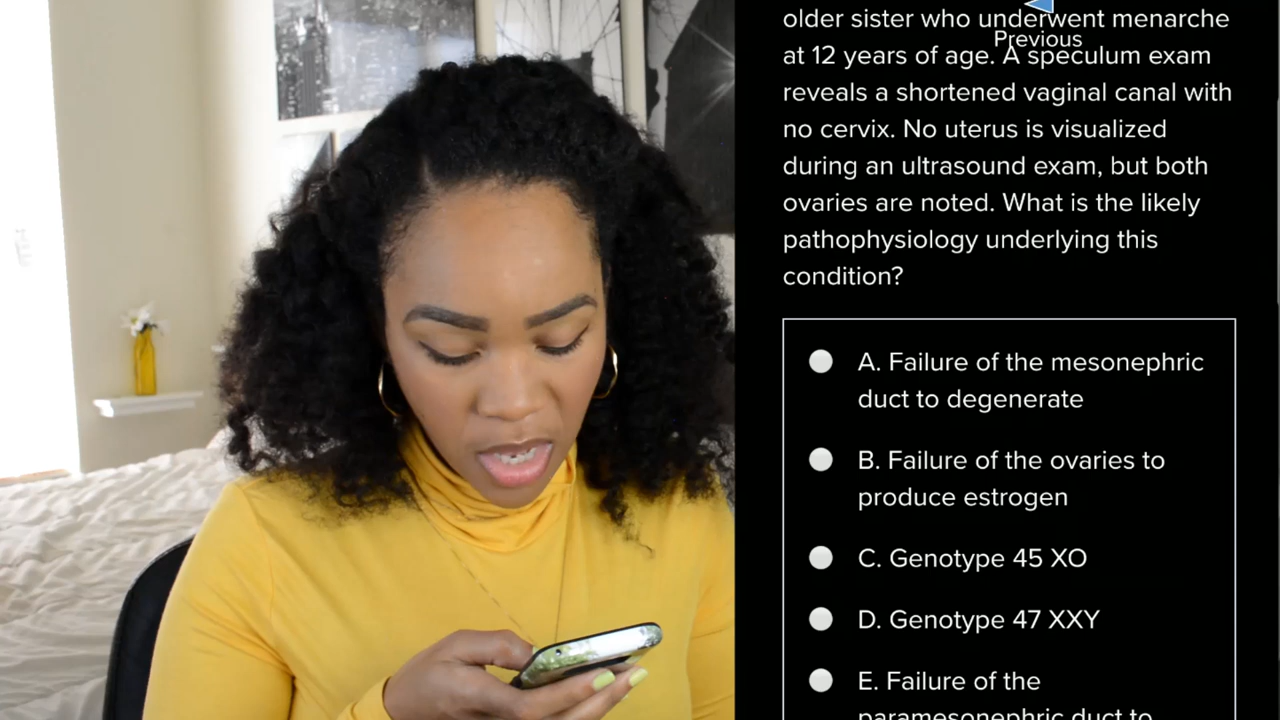 older sister who underwent menarche
Previous
at 12 years of age. A speculum exam
reveals a shortened vaginal canal with
no cervix. No uterus is visualized
during an ultrasound exam, but both
ovaries are noted. What is the likely
pathophysiology underlying this
condition?
A. Failure of the mesonephric
duct to degenerate
B. Failure of the ovaries to
produce estrogen
C. Genotype 45 XO
D. Genotype 47 XXY
E. Failure of the
paramesonephric duct to